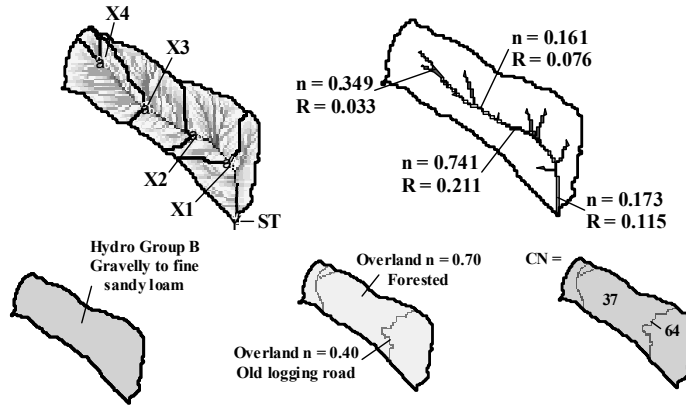 X4
X3
a
a
a
X2
a
X1
ST
n = 0.161
R = 0.076
n = 0.349
R = 0.033
n = 0.741
R = 0.211
n = 0.173
R = 0.115
Hydro Group B
Gravelly to fine
sandy loam
Overland n = 0.70
Forested
Overland n = 0.40
Old logging road
CN =
37
64